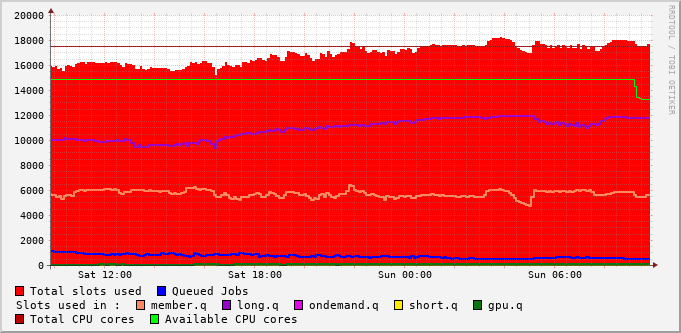 20000
18000
16000
14000
12000
10000
8000
6000
4000
2000
0
Sat 12:00 Sat 18:00 Sun 00:00 Sun 06:00
RRDTOOL / TOBI OETIKER
Total slots used Queued Jobs
Slots used in : member.q long.q ondemand.q short.q gpu.q
Total CPU cores Available CPU cores